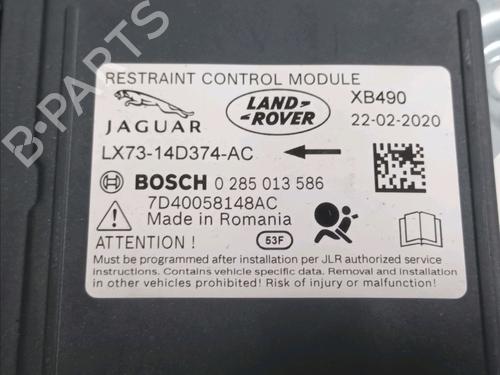 RESTRAINT CONTROL MODULE
JAGUAR
LAND ROVER
XB490
22-02-2020
LX73-14D374-AC
BOSCH 0 285 013 586
7D40058148AC
Made in Romania
ATTENTION !
53F
Must be programmed after installation as per JLR authorized service
instructions. Contains vehicle specific data. Removal and installation
in other vehicles prohibited! Risk of injury or malfunction!
B-PARTS